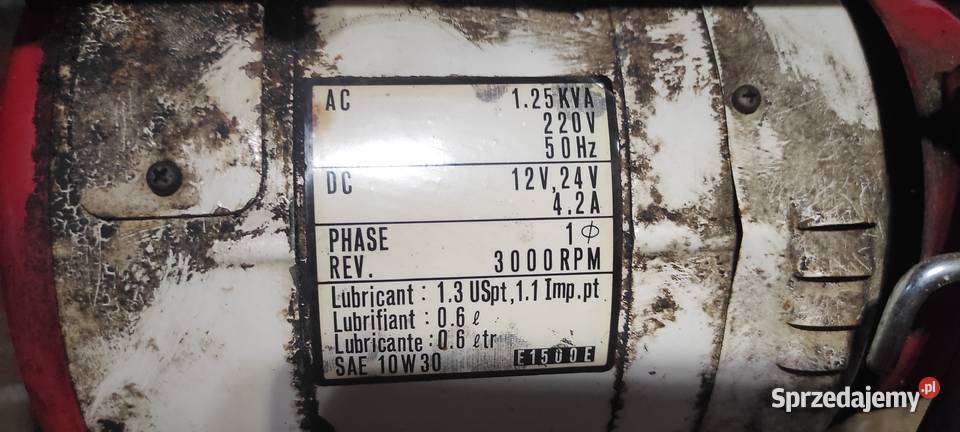 AC 1.25KVA
220V
50Hz
DC 12V,24V
4.2A
PHASE 1ϕ
REV. 3000RPM
Lubricant : 1.3 USpt, 1.1 Imp.pt
Lubrifiant : 0.6 ℓ
Lubricante : 0.6 ℓtr
SAE 10W30 E1500E
Sprzedajemy.pl